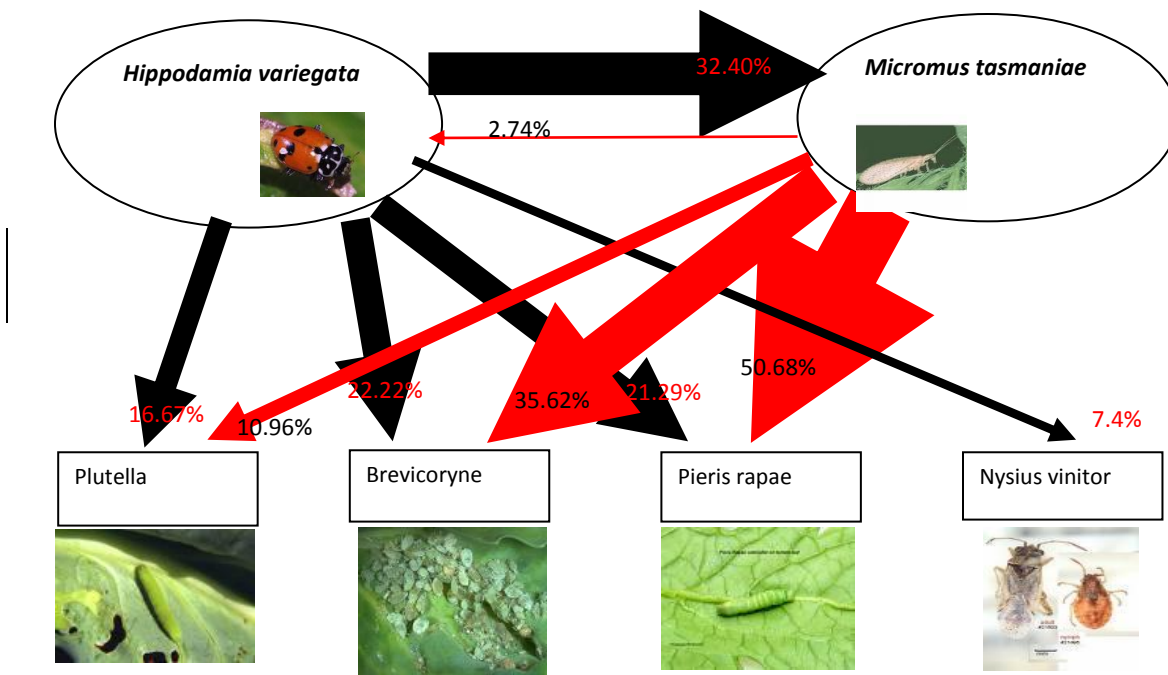 Hippodamia variegata
Micromus tasmaniae
32.40%
2.74%
50.68%
22.22%
21.29%
35.62%
16.67%
10.96%
7.4%
Plutella
Brevicoryne
Pieris rapae
Nysius vinitor